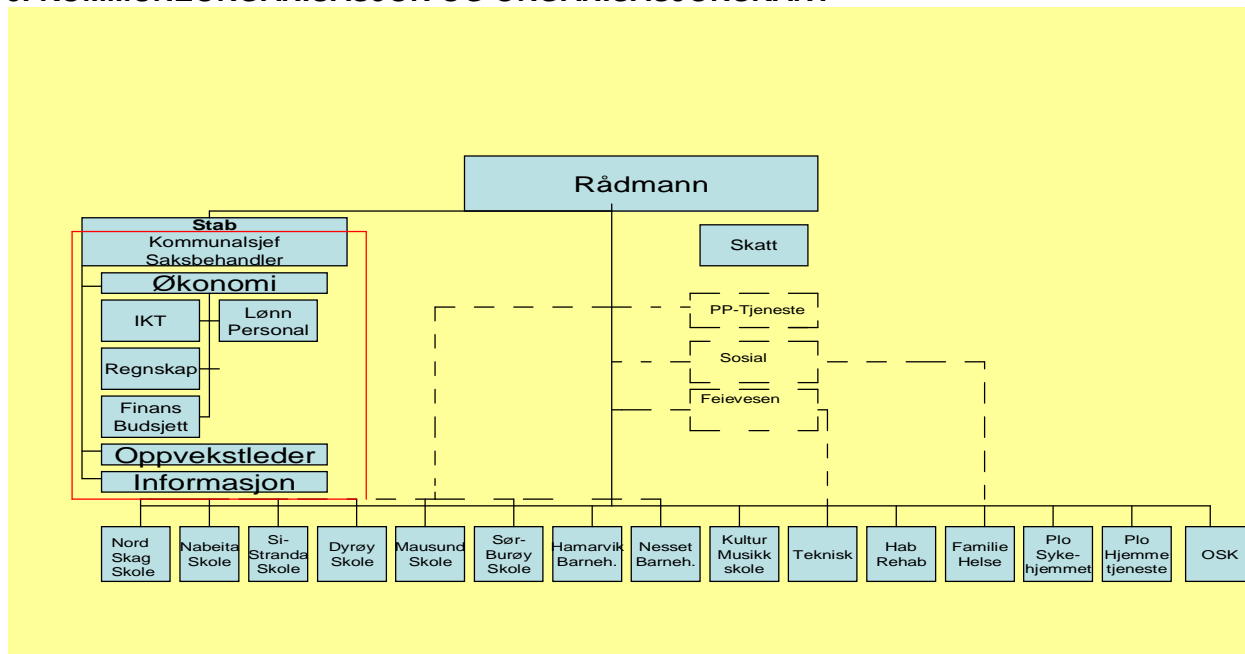 Rådmann
Stab
Kommunalsjef
Saksbehandler
Skatt
Økonomi
IKT
Lønn
Personal
PP-Tjeneste
Regnskap
Sosial
Finans
Budsjett
Feievesen
Oppvekstleder
Informasjon
Nord
Skag
Skole
Nabeita
Skole
Si-
Stranda
Skole
Dyrøy
Skole
Mausund
Skole
Sør-
Burøy
Skole
Hamarvik
Barneh.
Nesset
Barneh.
Kultur
Musikk
skole
Teknisk
Hab
Rehab
Familie
Helse
Plo
Syke-
hjemmet
Plo
Hjemme
tjeneste
OSK